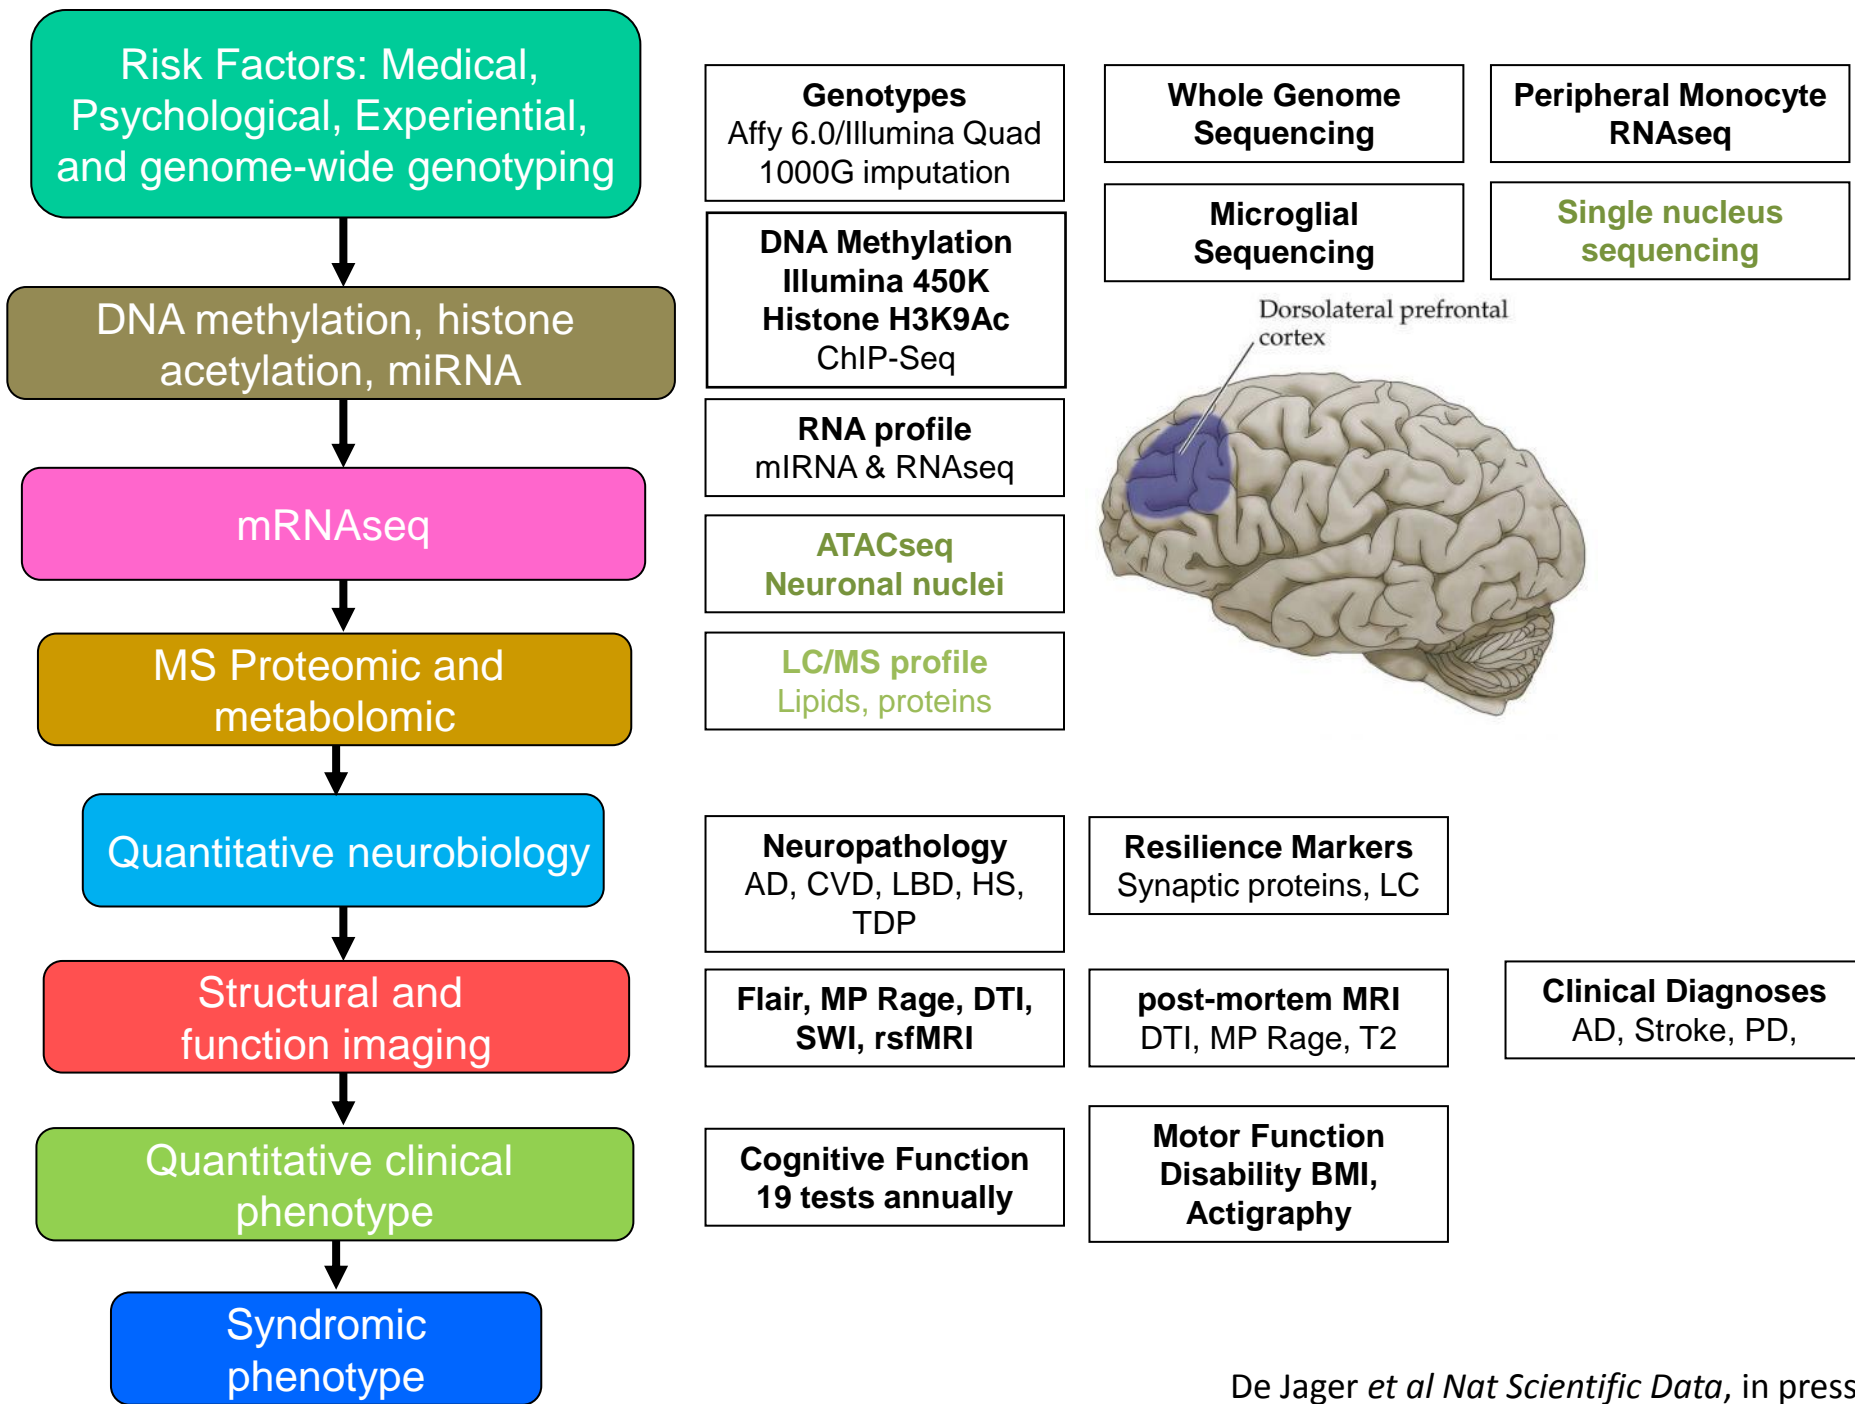 Risk Factors: Medical,
Psychological, Experiential,
and genome-wide genotyping
DNA methylation, histone
acetylation, miRNA
mRNAseq
MS Proteomic and
metabolomic
Quantitative neurobiology
Structural and
function imaging
Quantitative clinical
phenotype
Syndromic
phenotype
Genotypes
Affy 6.0/Illumina Quad
1000G imputation
Whole Genome
Sequencing
Peripheral Monocyte
RNAseq
DNA Methylation
Illumina 450K
Histone H3K9Ac
ChIP-Seq
Microglial
Sequencing
Single nucleus
sequencing
Dorsolateral prefrontal
cortex
RNA profile
mIRNA & RNAseq
ATACseq
Neuronal nuclei
LC/MS profile
Lipids, proteins
Neuropathology
AD, CVD, LBD, HS,
TDP
Resilience Markers
Synaptic proteins, LC
Flair, MP Rage, DTI,
SWI, rsfMRI
post-mortem MRI
DTI, MP Rage, T2
Clinical Diagnoses
AD, Stroke, PD,
Cognitive Function
19 tests annually
Motor Function
Disability BMI,
Actigraphy
De Jager et al Nat Scientific Data, in press